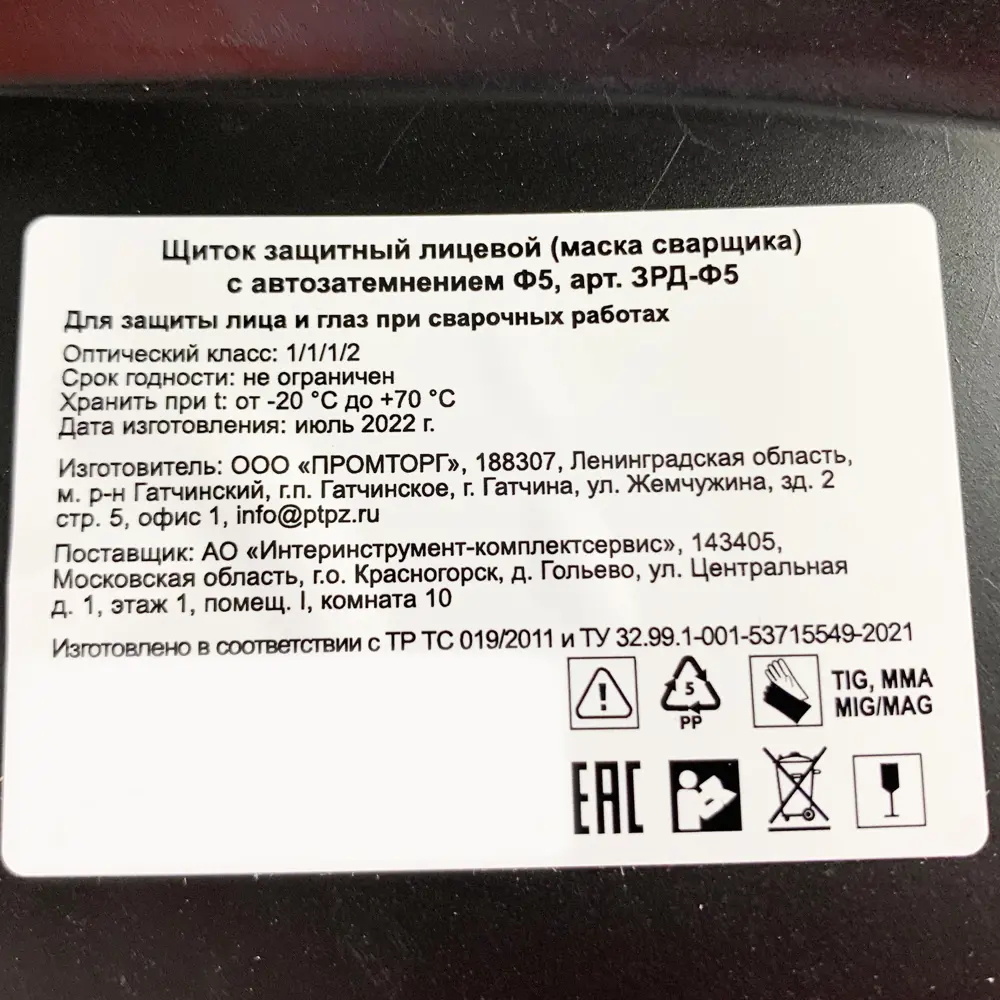 Щиток защитный лицевой (маска сварщика)
с автозатемнением Ф5, арт. ЗРД-Ф5
Для защиты лица и глаз при сварочных работах
Оптический класс: 1/1/1/2
Срок годности: не ограничен
Хранить при t: от -20 °С до +70 °С
Дата изготовления: июль 2022 г.
Изготовитель: ООО «ПРОМТОРГ», 188307, Ленинградская область,
м. р-н Гатчинский, г.п. Гатчинское, г. Гатчина, ул. Жемчужина, зд. 2
стр. 5, офис 1, info@ptpz.ru
Поставщик: АО «Интеринструмент-комплектсервис», 143405,
Московская область, г.о. Красногорск, д. Гольево, ул. Центральная
д. 1, этаж 1, помещ. I, комната 10
Изготовлено в соответствии с ТР ТС 019/2011 и ТУ 32.99.1-001-53715549-2021
5
PP
TIG, MMA
MIG/MAG
EAC